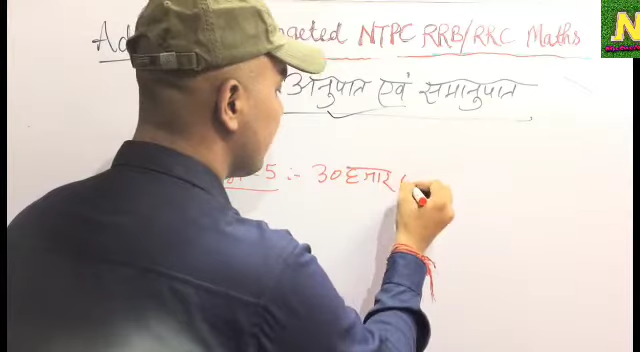 Ad geted NTPC RRB/RRC Maths
अनुपात एवं समानुपात
5 :- 30 हजार
N